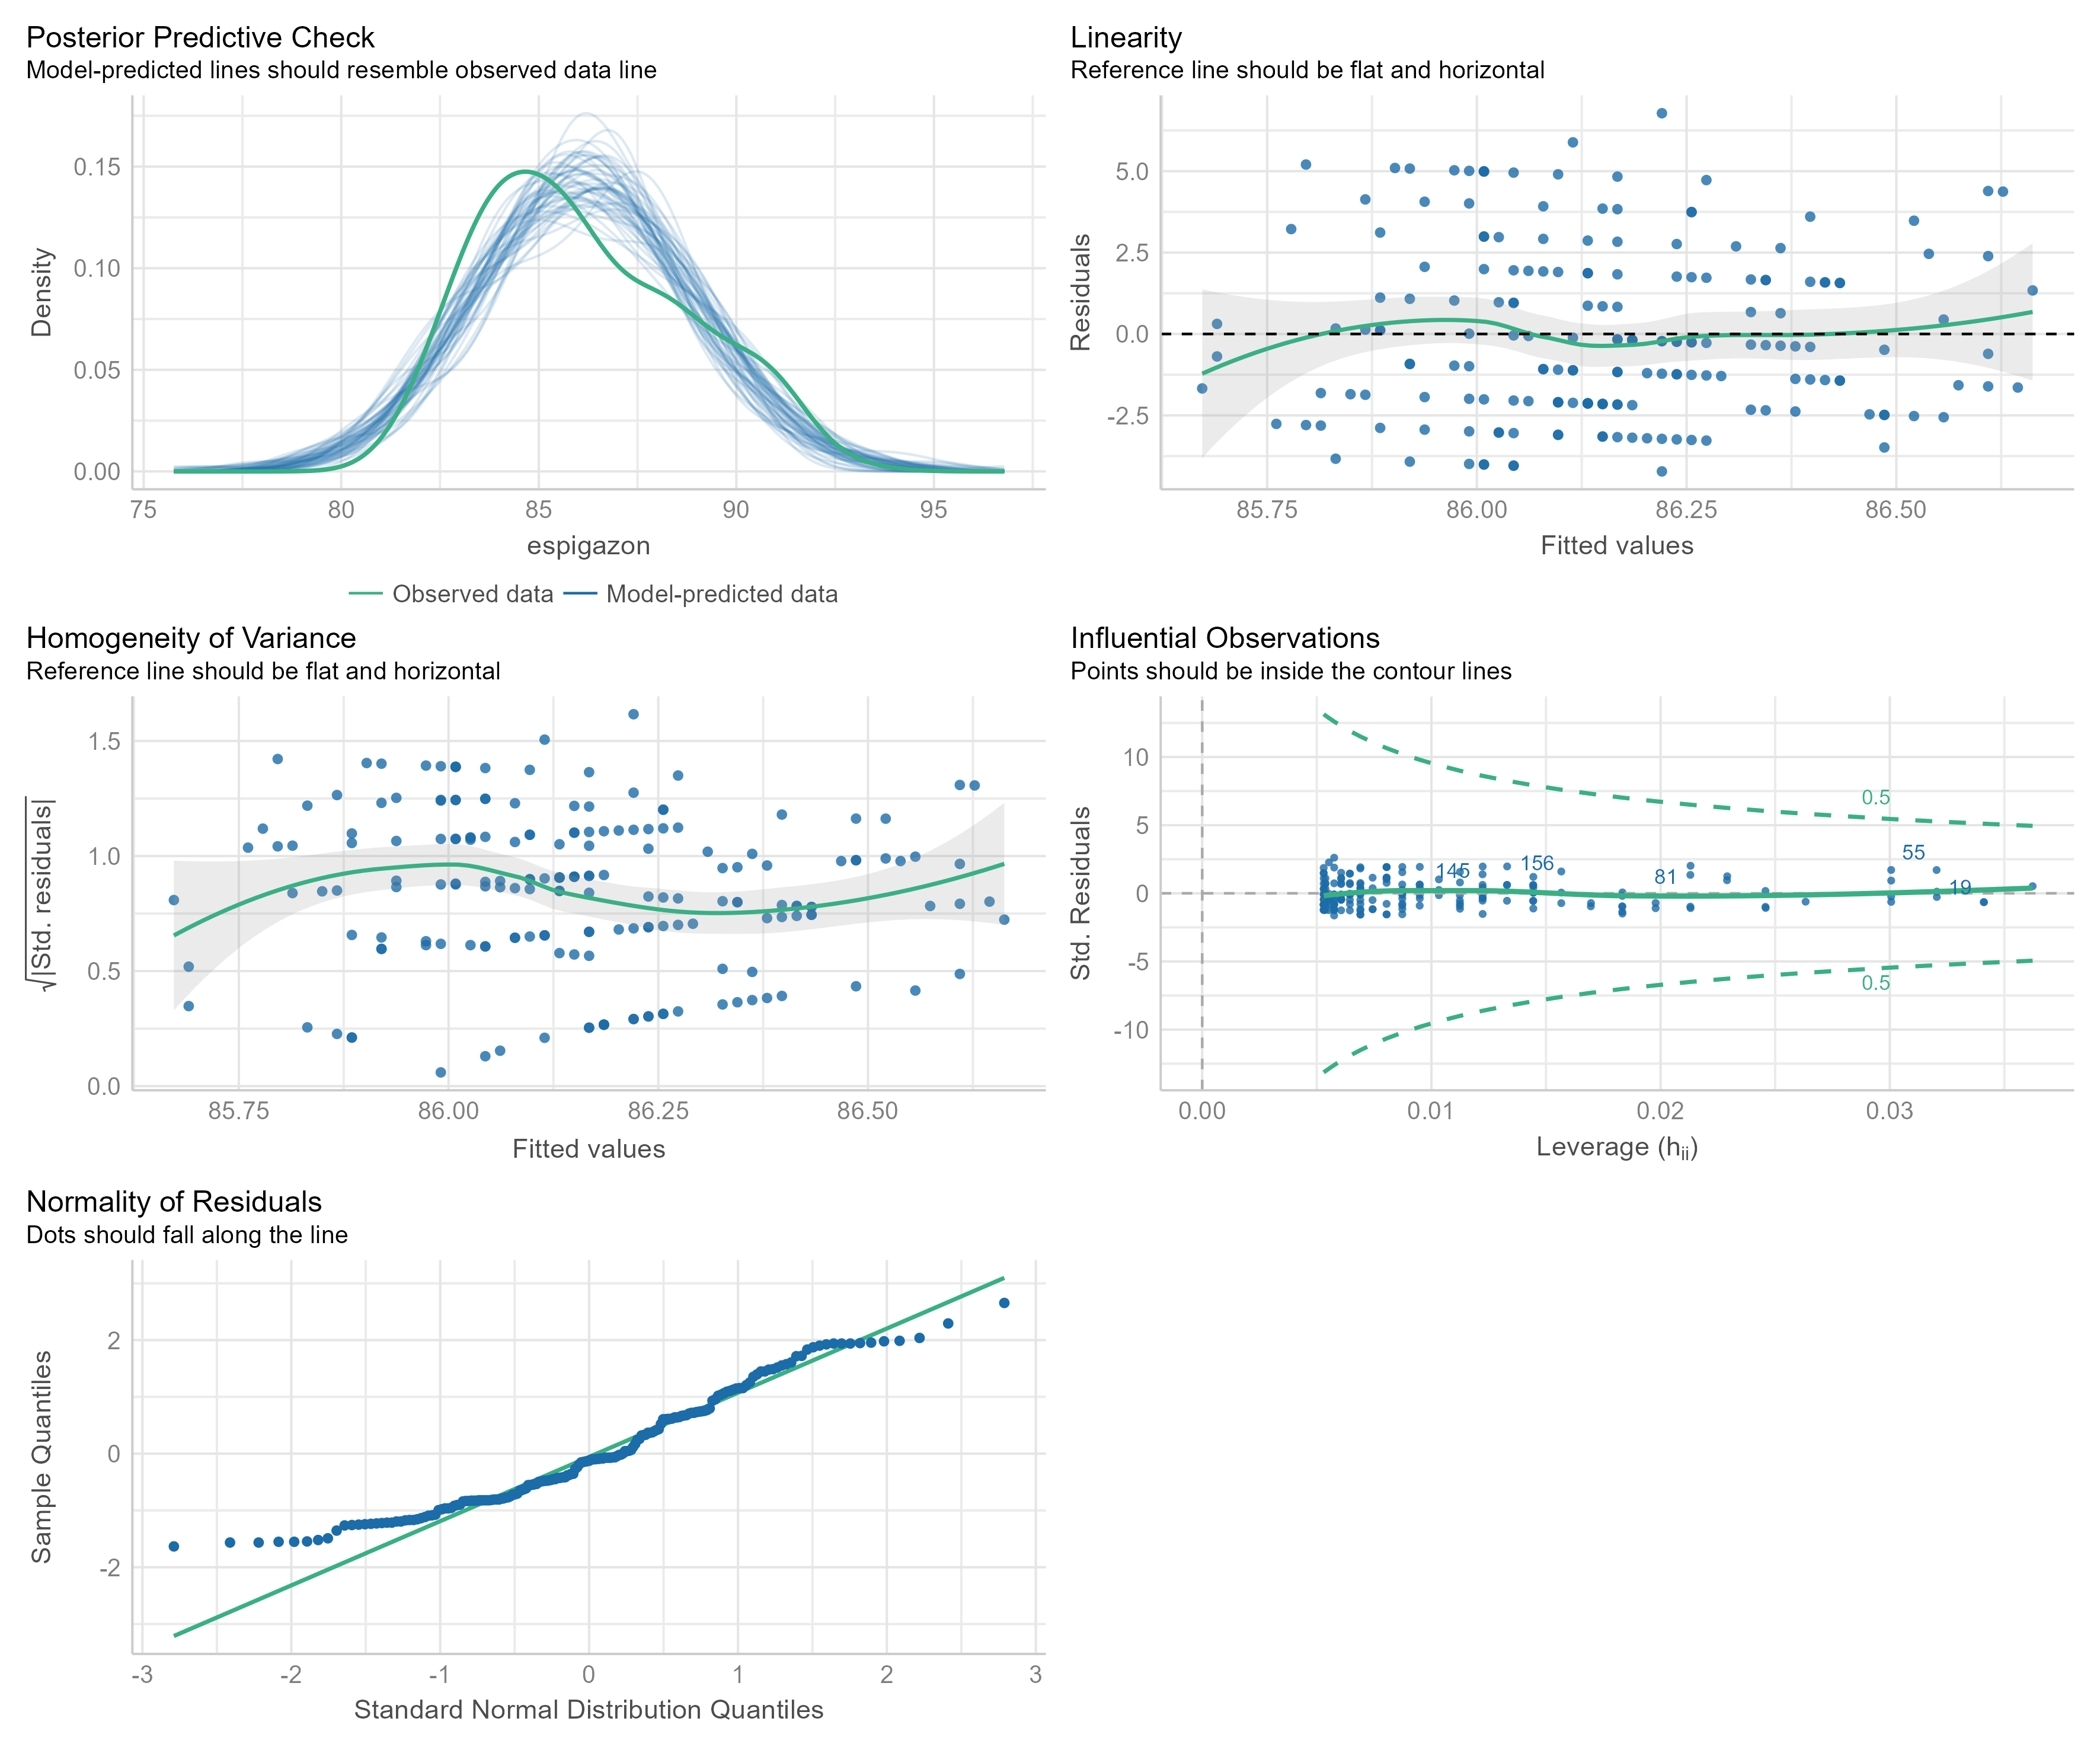 Posterior Predictive Check
Model-predicted lines should resemble observed data line
Density
0.15
0.10
0.05
0.00
75 80 85 90 95
espigazon
Observed data Model-predicted data
Linearity
Reference line should be flat and horizontal
Residuals
5.0
2.5
0.0
-2.5
85.75 86.00 86.25 86.50
Fitted values
Homogeneity of Variance
Reference line should be flat and horizontal
√|Std. residuals|
1.5
1.0
0.5
0.0
85.75 86.00 86.25 86.50
Fitted values
Influential Observations
Points should be inside the contour lines
Std. Residuals
10
5
0
-5
-10
0.5
145 156 81 55 19
0.5
0.00 0.01 0.02 0.03
Leverage (hii)
Normality of Residuals
Dots should fall along the line
Sample Quantiles
2
0
-2
-3 -2 -1 0 1 2 3
Standard Normal Distribution Quantiles